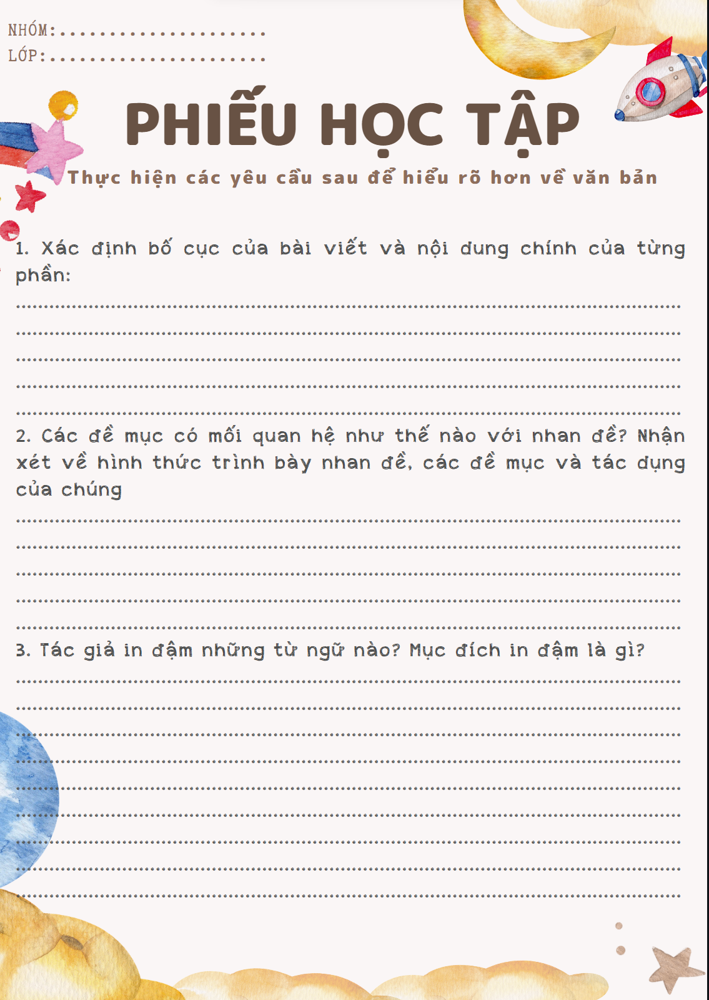 NHÓM:.....................
LỚP:......................
PHIẾU HỌC TẬP
Thực hiện các yêu cầu sau để hiểu rõ hơn về văn bản
1. Xác định bố cục của bài viết và nội dung chính của từng
phần:
2. Các đề mục có mối quan hệ như thế nào với nhan đề? Nhận
xét về hình thức trình bày nhan đề, các đề mục và tác dụng
của chúng
3. Tác giả in đậm những từ ngữ nào? Mục đích in đậm là gì?